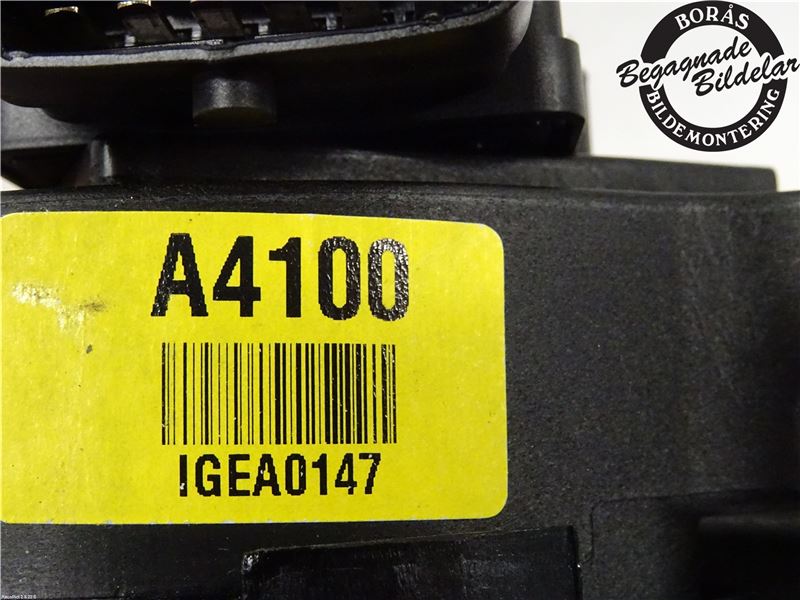 BORÅS
Begagnade
Bildelar
BILDEMONTERING
A4100
IGEA0147